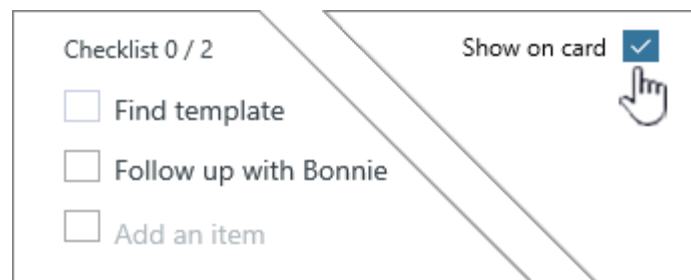 Checklist 0 / 2
Show on card
Find template
Follow up with Bonnie
Add an item